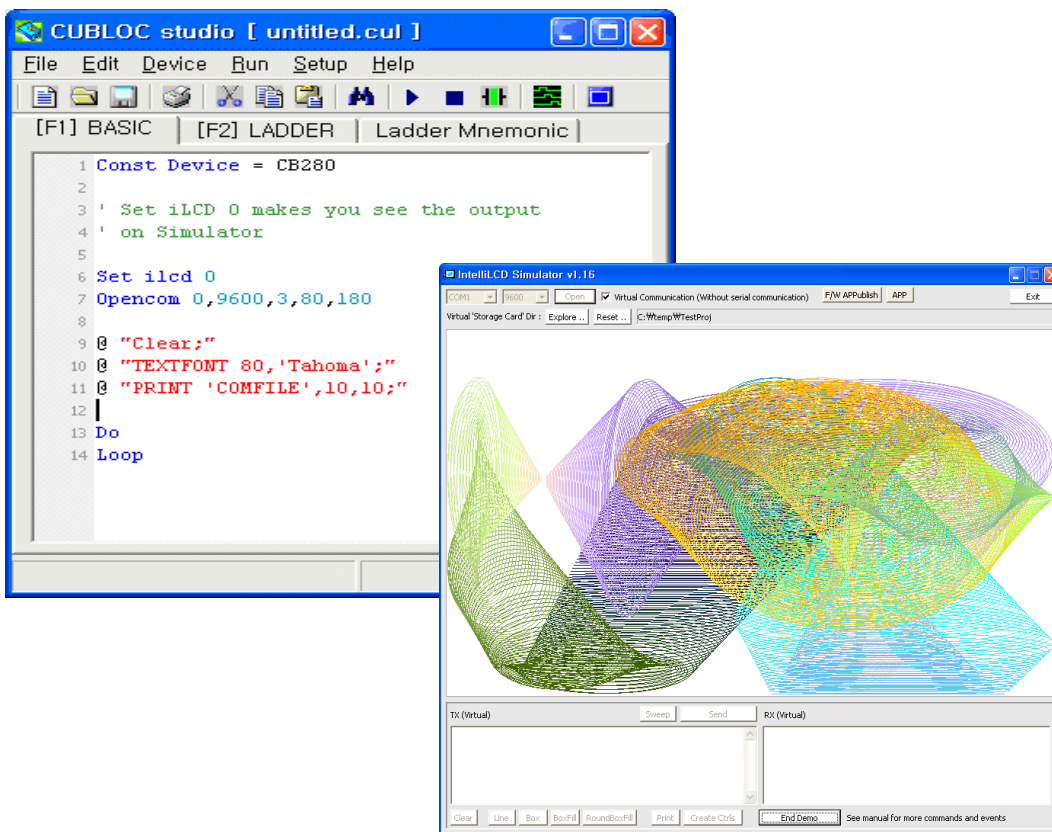 CUBLOC studio [ untitled.cul ]
File Edit Device Run Setup Help
[F1] BASIC [F2] LADDER Ladder Mnemonic
1 Const Device = CB280
2
3 ' Set iLCD 0 makes you see the output
4 ' on Simulator
5
6 Set ilcd 0
7 Opencom 0,9600,3,80,180
8
9 @ "Clear;"
10 @ "TEXTFONT 80,'Tahoma';"
11 @ "PRINT 'COMFILE',10,10;"
12
13 Do
14 Loop
IntelliLCD Simulator v1.16
COM1 9600 Open Virtual Communication (Without serial communication) F/W APPublish APP Exit
Virtual 'Storage Card' Dir : Explore .. Reset .. C:₩temp₩TestProj
TX (Virtual) Sweep Send RX (Virtual)
Clear Line Box BoxFill RoundBoxFill Print Create Ctrls End Demo See manual for more commands and events